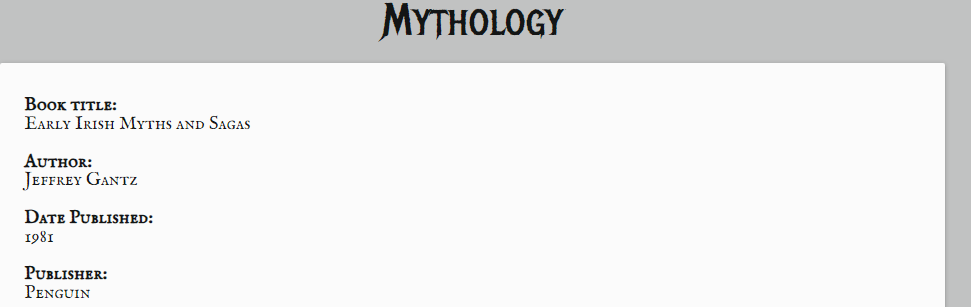 Mythology
Book title:
Early Irish Myths and Sagas
Author:
Jeffrey Gantz
Date Published:
1981
Publisher:
Penguin